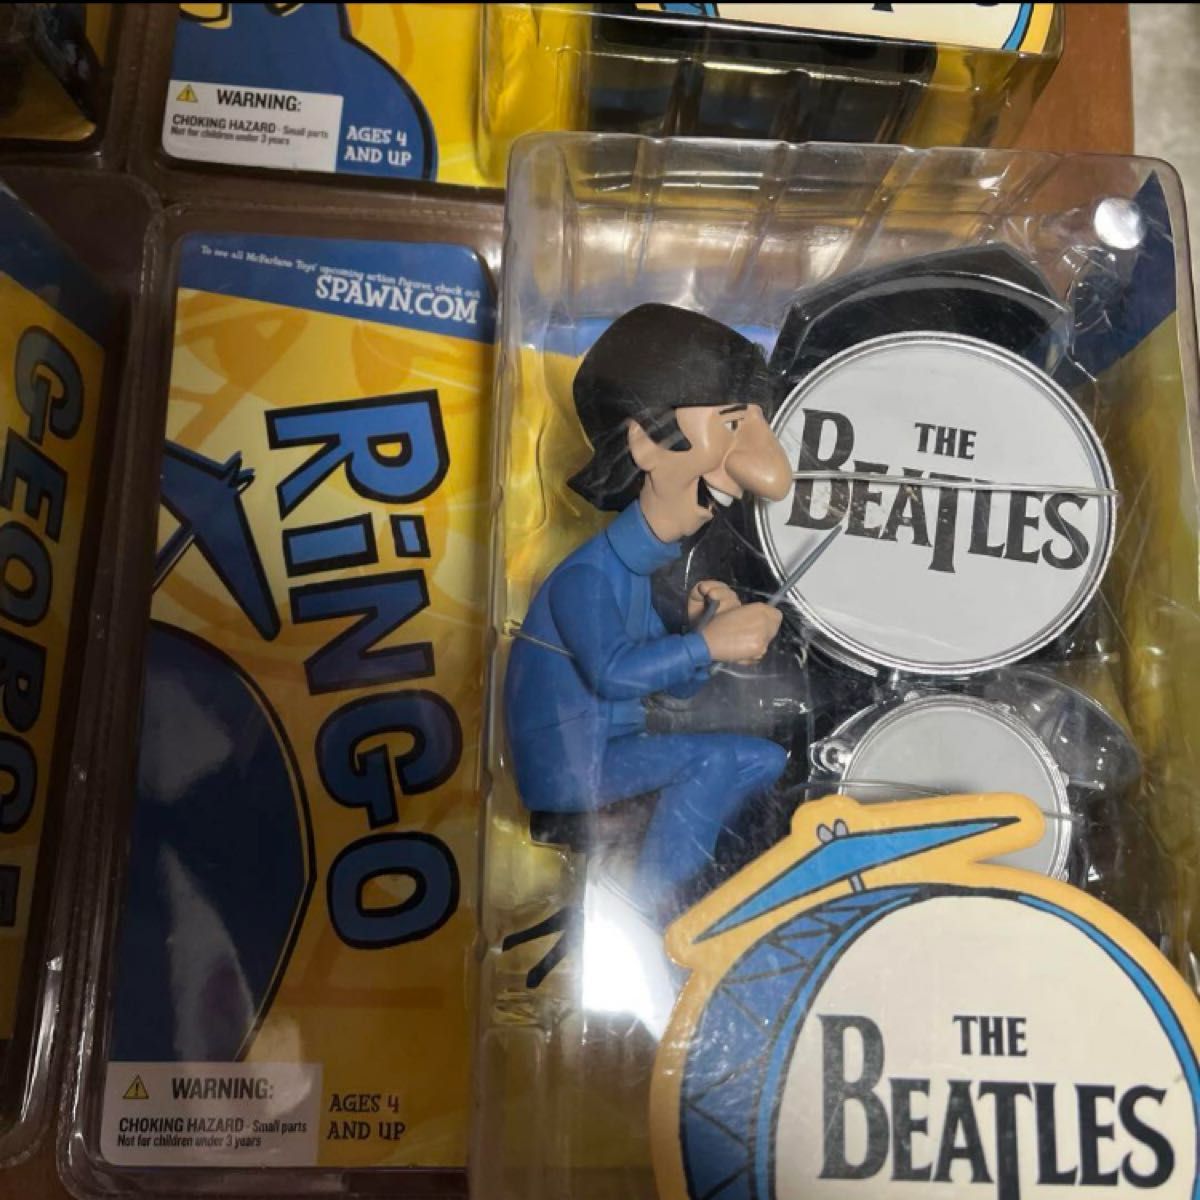 WARNING:
CHOKING HAZARD - Small parts
Not for children under 3 years
AGES 4
AND UP
To see all McFarlane Toys' upcoming action figures, check out
SPAWN.COM
GEORGE
RINGO
THE
BEATLES
WARNING:
CHOKING HAZARD - Small parts
Not for children under 3 years
AGES 4
AND UP
THE
BEATLES